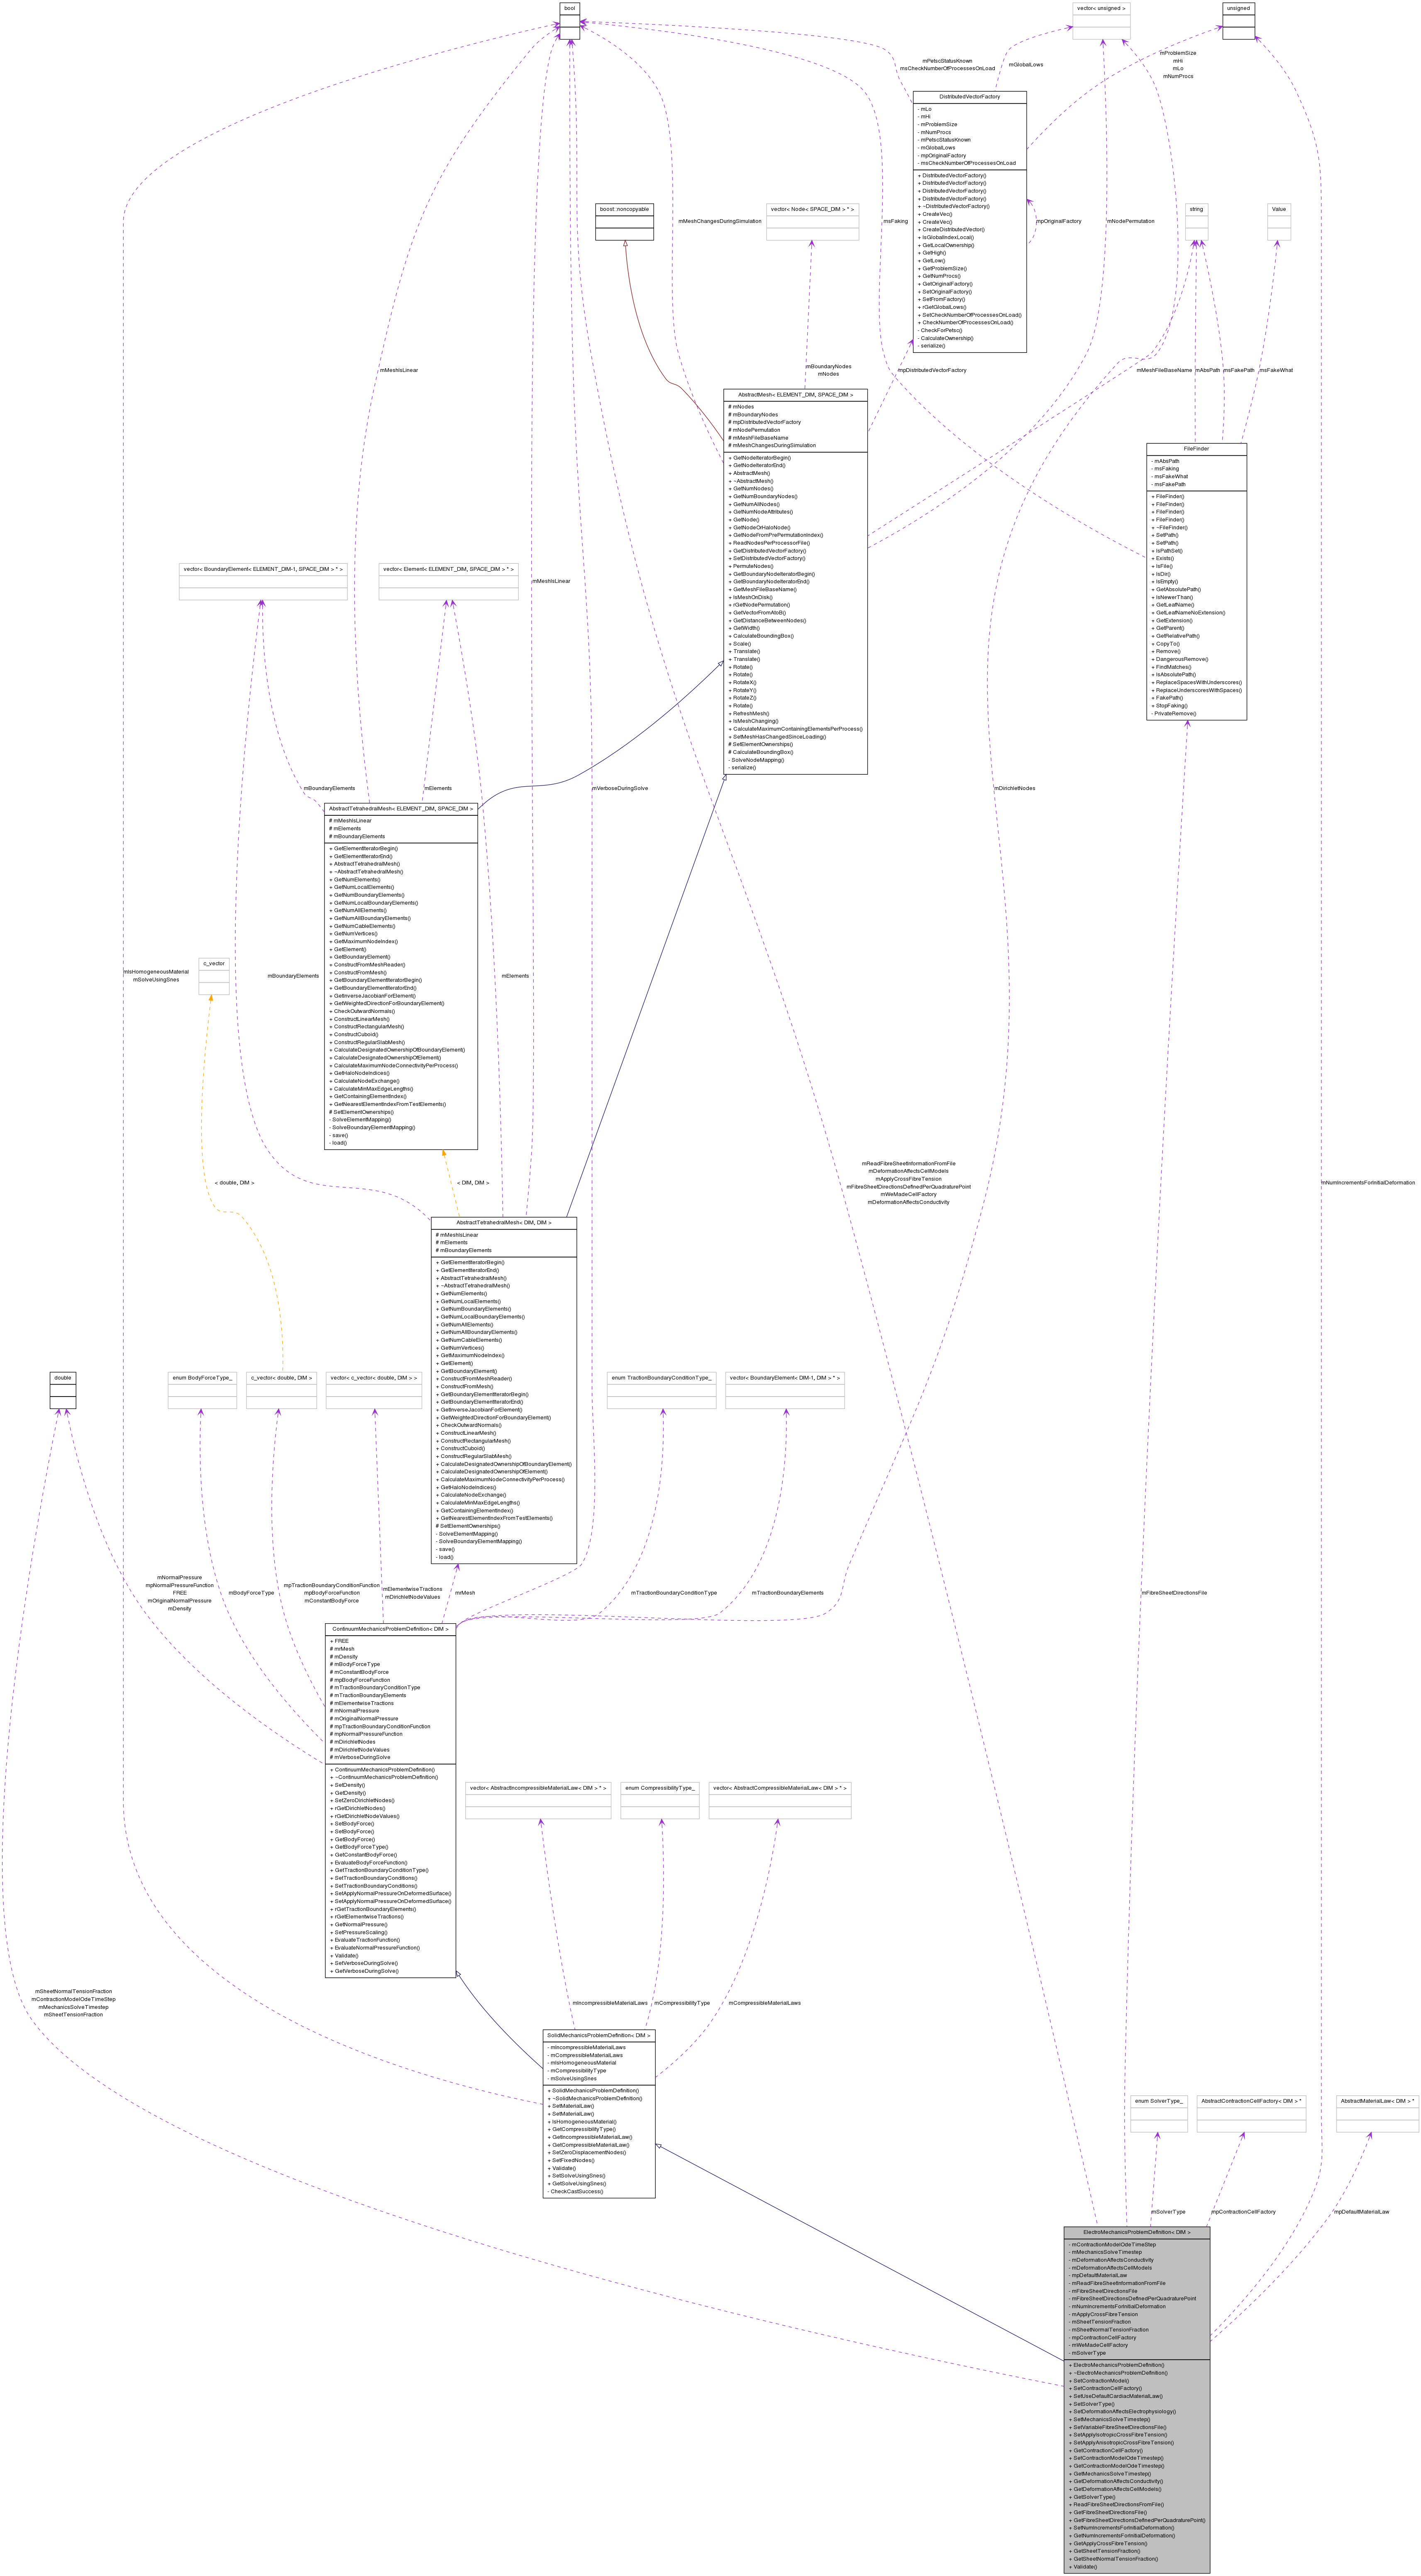 bool
vector< unsigned >
unsigned
mPetscStatusKnown
msCheckNumberOfProcessesOnLoad
mGlobalLows
mProblemSize
mHi
mLo
mNumProcs
DistributedVectorFactory
- mLo
- mHi
- mProblemSize
- mNumProcs
- mPetscStatusKnown
- mGlobalLows
- mpOriginalFactory
- msCheckNumberOfProcessesOnLoad
+ DistributedVectorFactory()
+ DistributedVectorFactory()
+ DistributedVectorFactory()
+ DistributedVectorFactory()
+ ~DistributedVectorFactory()
+ CreateVec()
+ CreateVec()
+ CreateDistributedVector()
+ IsGlobalIndexLocal()
+ GetLocalOwnership()
+ GetHigh()
+ GetLow()
+ GetProblemSize()
+ GetNumProcs()
+ GetOriginalFactory()
+ SetOriginalFactory()
+ SetFromFactory()
+ rGetGlobalLows()
+ SetCheckNumberOfProcessesOnLoad()
+ CheckNumberOfProcessesOnLoad()
- CheckForPetsc()
- CalculateOwnership()
- serialize()
boost::noncopyable
vector< Node< SPACE_DIM > * >
string
Value
mMeshChangesDuringSimulation
msFaking
mpOriginalFactory
mNodePermutation
mMeshIsLinear
mBoundaryNodes
mNodes
mpDistributedVectorFactory
mMeshFileBaseName
mAbsPath
msFakePath
msFakeWhat
AbstractMesh< ELEMENT_DIM, SPACE_DIM >
# mNodes
# mBoundaryNodes
# mpDistributedVectorFactory
# mNodePermutation
# mMeshFileBaseName
# mMeshChangesDuringSimulation
+ GetNodeIteratorBegin()
+ GetNodeIteratorEnd()
+ AbstractMesh()
+ ~AbstractMesh()
+ GetNumNodes()
+ GetNumBoundaryNodes()
+ GetNumAllNodes()
+ GetNumNodeAttributes()
+ GetNode()
+ GetNodeOrHaloNode()
+ GetNodeFromPrePermutationIndex()
+ ReadNodesPerProcessorFile()
+ GetDistributedVectorFactory()
+ SetDistributedVectorFactory()
+ PermuteNodes()
+ GetBoundaryNodeIteratorBegin()
+ GetBoundaryNodeIteratorEnd()
+ GetMeshFileBaseName()
+ IsMeshOnDisk()
+ rGetNodePermutation()
+ GetVectorFromAtoB()
+ GetDistanceBetweenNodes()
+ GetWidth()
+ CalculateBoundingBox()
+ Scale()
+ Translate()
+ Translate()
+ Rotate()
+ Rotate()
+ RotateX()
+ RotateY()
+ RotateZ()
+ Rotate()
+ RefreshMesh()
+ IsMeshChanging()
+ CalculateMaximumContainingElementsPerProcess()
+ SetMeshHasChangedSinceLoading()
# SetElementOwnerships()
# CalculateBoundingBox()
- SolveNodeMapping()
- serialize()
FileFinder
- mAbsPath
- msFaking
- msFakeWhat
- msFakePath
+ FileFinder()
+ FileFinder()
+ FileFinder()
+ FileFinder()
+ ~FileFinder()
+ SetPath()
+ SetPath()
+ IsPathSet()
+ Exists()
+ IsFile()
+ IsDir()
+ IsEmpty()
+ GetAbsolutePath()
+ IsNewerThan()
+ GetLeafName()
+ GetLeafNameNoExtension()
+ GetExtension()
+ GetParent()
+ GetRelativePath()
+ CopyTo()
+ Remove()
+ DangerousRemove()
+ FindMatches()
+ IsAbsolutePath()
+ ReplaceSpacesWithUnderscores()
+ ReplaceUnderscoresWithSpaces()
+ FakePath()
+ StopFaking()
- PrivateRemove()
vector< BoundaryElement< ELEMENT_DIM-1, SPACE_DIM > * >
vector< Element< ELEMENT_DIM, SPACE_DIM > * >
mMeshIsLinear
mBoundaryElements
mElements
mVerboseDuringSolve
mDirichletNodes
AbstractTetrahedralMesh< ELEMENT_DIM, SPACE_DIM >
# mMeshIsLinear
# mElements
# mBoundaryElements
+ GetElementIteratorBegin()
+ GetElementIteratorEnd()
+ AbstractTetrahedralMesh()
+ ~AbstractTetrahedralMesh()
+ GetNumElements()
+ GetNumLocalElements()
+ GetNumBoundaryElements()
+ GetNumLocalBoundaryElements()
+ GetNumAllElements()
+ GetNumAllBoundaryElements()
+ GetNumCableElements()
+ GetNumVertices()
+ GetMaximumNodeIndex()
+ GetElement()
+ GetBoundaryElement()
+ ConstructFromMeshReader()
+ ConstructFromMesh()
+ GetBoundaryElementIteratorBegin()
+ GetBoundaryElementIteratorEnd()
+ GetInverseJacobianForElement()
+ GetWeightedDirectionForBoundaryElement()
+ CheckOutwardNormals()
+ ConstructLinearMesh()
+ ConstructRectangularMesh()
+ ConstructCuboid()
+ ConstructRegularSlabMesh()
+ CalculateDesignatedOwnershipOfBoundaryElement()
+ CalculateDesignatedOwnershipOfElement()
+ CalculateMaximumNodeConnectivityPerProcess()
+ GetHaloNodeIndices()
+ CalculateNodeExchange()
+ CalculateMinMaxEdgeLengths()
+ GetContainingElementIndex()
+ GetNearestElementIndexFromTestElements()
# SetElementOwnerships()
- SolveElementMapping()
- SolveBoundaryElementMapping()
- save()
- load()
c_vector
mIsHomogeneousMaterial
mSolveUsingSnes
mBoundaryElements
mElements
< double, DIM >
< DIM, DIM >
mReadFibreSheetInformationFromFile
mDeformationAffectsCellModels
mApplyCrossFibreTension
mFibreSheetDirectionsDefinedPerQuadraturePoint
mWeMadeCellFactory
mDeformationAffectsConductivity
mNumIncrementsForInitialDeformation
AbstractTetrahedralMesh< DIM, DIM >
# mMeshIsLinear
# mElements
# mBoundaryElements
+ GetElementIteratorBegin()
+ GetElementIteratorEnd()
+ AbstractTetrahedralMesh()
+ ~AbstractTetrahedralMesh()
+ GetNumElements()
+ GetNumLocalElements()
+ GetNumBoundaryElements()
+ GetNumLocalBoundaryElements()
+ GetNumAllElements()
+ GetNumAllBoundaryElements()
+ GetNumCableElements()
+ GetNumVertices()
+ GetMaximumNodeIndex()
+ GetElement()
+ GetBoundaryElement()
+ ConstructFromMeshReader()
+ ConstructFromMesh()
+ GetBoundaryElementIteratorBegin()
+ GetBoundaryElementIteratorEnd()
+ GetInverseJacobianForElement()
+ GetWeightedDirectionForBoundaryElement()
+ CheckOutwardNormals()
+ ConstructLinearMesh()
+ ConstructRectangularMesh()
+ ConstructCuboid()
+ ConstructRegularSlabMesh()
+ CalculateDesignatedOwnershipOfBoundaryElement()
+ CalculateDesignatedOwnershipOfElement()
+ CalculateMaximumNodeConnectivityPerProcess()
+ GetHaloNodeIndices()
+ CalculateNodeExchange()
+ CalculateMinMaxEdgeLengths()
+ GetContainingElementIndex()
+ GetNearestElementIndexFromTestElements()
# SetElementOwnerships()
- SolveElementMapping()
- SolveBoundaryElementMapping()
- save()
- load()
double
enum BodyForceType_
c_vector< double, DIM >
vector< c_vector< double, DIM > >
enum TractionBoundaryConditionType_
vector< BoundaryElement< DIM-1, DIM > * >
mNormalPressure
mpNormalPressureFunction
FREE
mOriginalNormalPressure
mDensity
mBodyForceType
mpTractionBoundaryConditionFunction
mpBodyForceFunction
mConstantBodyForce
mElementwiseTractions
mDirichletNodeValues
mrMesh
mTractionBoundaryConditionType
mTractionBoundaryElements
mFibreSheetDirectionsFile
ContinuumMechanicsProblemDefinition< DIM >
+ FREE
# mrMesh
# mDensity
# mBodyForceType
# mConstantBodyForce
# mpBodyForceFunction
# mTractionBoundaryConditionType
# mTractionBoundaryElements
# mElementwiseTractions
# mNormalPressure
# mOriginalNormalPressure
# mpTractionBoundaryConditionFunction
# mpNormalPressureFunction
# mDirichletNodes
# mDirichletNodeValues
# mVerboseDuringSolve
+ ContinuumMechanicsProblemDefinition()
+ ~ContinuumMechanicsProblemDefinition()
+ SetDensity()
+ GetDensity()
+ SetZeroDirichletNodes()
+ rGetDirichletNodes()
+ rGetDirichletNodeValues()
+ SetBodyForce()
+ SetBodyForce()
+ GetBodyForce()
+ GetBodyForceType()
+ GetConstantBodyForce()
+ EvaluateBodyForceFunction()
+ GetTractionBoundaryConditionType()
+ SetTractionBoundaryConditions()
+ SetTractionBoundaryConditions()
+ SetApplyNormalPressureOnDeformedSurface()
+ SetApplyNormalPressureOnDeformedSurface()
+ rGetTractionBoundaryElements()
+ rGetElementwiseTractions()
+ GetNormalPressure()
+ SetPressureScaling()
+ EvaluateTractionFunction()
+ EvaluateNormalPressureFunction()
+ Validate()
+ SetVerboseDuringSolve()
+ GetVerboseDuringSolve()
vector< AbstractIncompressibleMaterialLaw< DIM > * >
enum CompressibilityType_
vector< AbstractCompressibleMaterialLaw< DIM > * >
mSheetNormalTensionFraction
mContractionModelOdeTimeStep
mMechanicsSolveTimestep
mSheetTensionFraction
mIncompressibleMaterialLaws
mCompressibilityType
mCompressibleMaterialLaws
SolidMechanicsProblemDefinition< DIM >
- mIncompressibleMaterialLaws
- mCompressibleMaterialLaws
- mIsHomogeneousMaterial
- mCompressibilityType
- mSolveUsingSnes
+ SolidMechanicsProblemDefinition()
+ ~SolidMechanicsProblemDefinition()
+ SetMaterialLaw()
+ SetMaterialLaw()
+ IsHomogeneousMaterial()
+ GetCompressibilityType()
+ GetIncompressibleMaterialLaw()
+ GetCompressibleMaterialLaw()
+ SetZeroDisplacementNodes()
+ SetFixedNodes()
+ Validate()
+ SetSolveUsingSnes()
+ GetSolveUsingSnes()
- CheckCastSuccess()
enum SolverType_
AbstractContractionCellFactory< DIM > *
AbstractMaterialLaw< DIM > *
mSolverType
mpContractionCellFactory
mpDefaultMaterialLaw
ElectroMechanicsProblemDefinition< DIM >
- mContractionModelOdeTimeStep
- mMechanicsSolveTimestep
- mDeformationAffectsConductivity
- mDeformationAffectsCellModels
- mpDefaultMaterialLaw
- mReadFibreSheetInformationFromFile
- mFibreSheetDirectionsFile
- mFibreSheetDirectionsDefinedPerQuadraturePoint
- mNumIncrementsForInitialDeformation
- mApplyCrossFibreTension
- mSheetTensionFraction
- mSheetNormalTensionFraction
- mpContractionCellFactory
- mWeMadeCellFactory
- mSolverType
+ ElectroMechanicsProblemDefinition()
+ ~ElectroMechanicsProblemDefinition()
+ SetContractionModel()
+ SetContractionCellFactory()
+ SetUseDefaultCardiacMaterialLaw()
+ SetSolverType()
+ SetDeformationAffectsElectrophysiology()
+ SetMechanicsSolveTimestep()
+ SetVariableFibreSheetDirectionsFile()
+ SetApplyIsotropicCrossFibreTension()
+ SetApplyAnisotropicCrossFibreTension()
+ GetContractionCellFactory()
+ SetContractionModelOdeTimestep()
+ GetContractionModelOdeTimestep()
+ GetMechanicsSolveTimestep()
+ GetDeformationAffectsConductivity()
+ GetDeformationAffectsCellModels()
+ GetSolverType()
+ ReadFibreSheetDirectionsFromFile()
+ GetFibreSheetDirectionsFile()
+ GetFibreSheetDirectionsDefinedPerQuadraturePoint()
+ SetNumIncrementsForInitialDeformation()
+ GetNumIncrementsForInitialDeformation()
+ GetApplyCrossFibreTension()
+ GetSheetTensionFraction()
+ GetSheetNormalTensionFraction()
+ Validate()